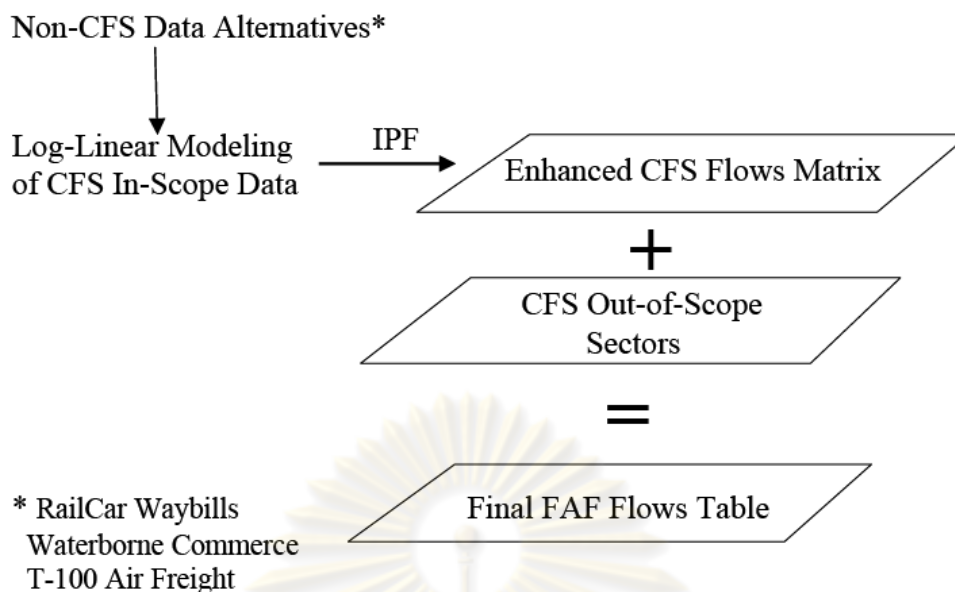 Non-CFS Data Alternatives*
Log-Linear Modeling
of CFS In-Scope Data
IPF
Enhanced CFS Flows Matrix
+
CFS Out-of-Scope
Sectors
=
Final FAF Flows Table
* RailCar Waybills
Waterborne Commerce
T-100 Air Freight